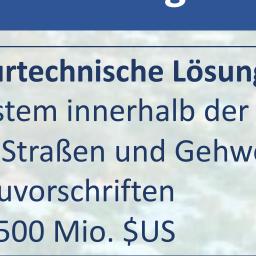 urtechnische Lösung
stem innerhalb der
Straßen und Gehwe
uvorschriften
500 Mio. $US